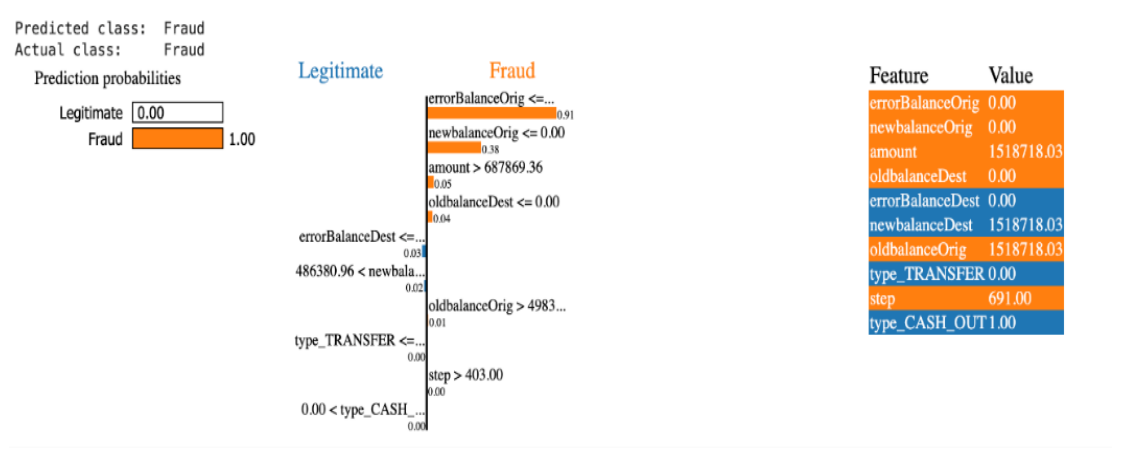 Predicted class: Fraud
Actual class: Fraud
Prediction probabilities
Legitimate 0.00
Fraud 1.00
Legitimate Fraud
errorBalanceOrig <=...
0.91
newbalanceOrig <= 0.00
0.38
amount > 687869.36
0.05
oldbalanceDest <= 0.00
0.04
errorBalanceDest <=...
0.03
486380.96 < newbala...
0.02
oldbalanceOrig > 4983...
0.01
type_TRANSFER <=...
0.00
step > 403.00
0.00
0.00 < type_CASH_...
0.00
Feature Value
errorBalanceOrig 0.00
newbalanceOrig 0.00
amount 1518718.03
oldbalanceDest 0.00
errorBalanceDest 0.00
newbalanceDest 1518718.03
oldbalanceOrig 1518718.03
type_TRANSFER 0.00
step 691.00
type_CASH_OUT 1.00